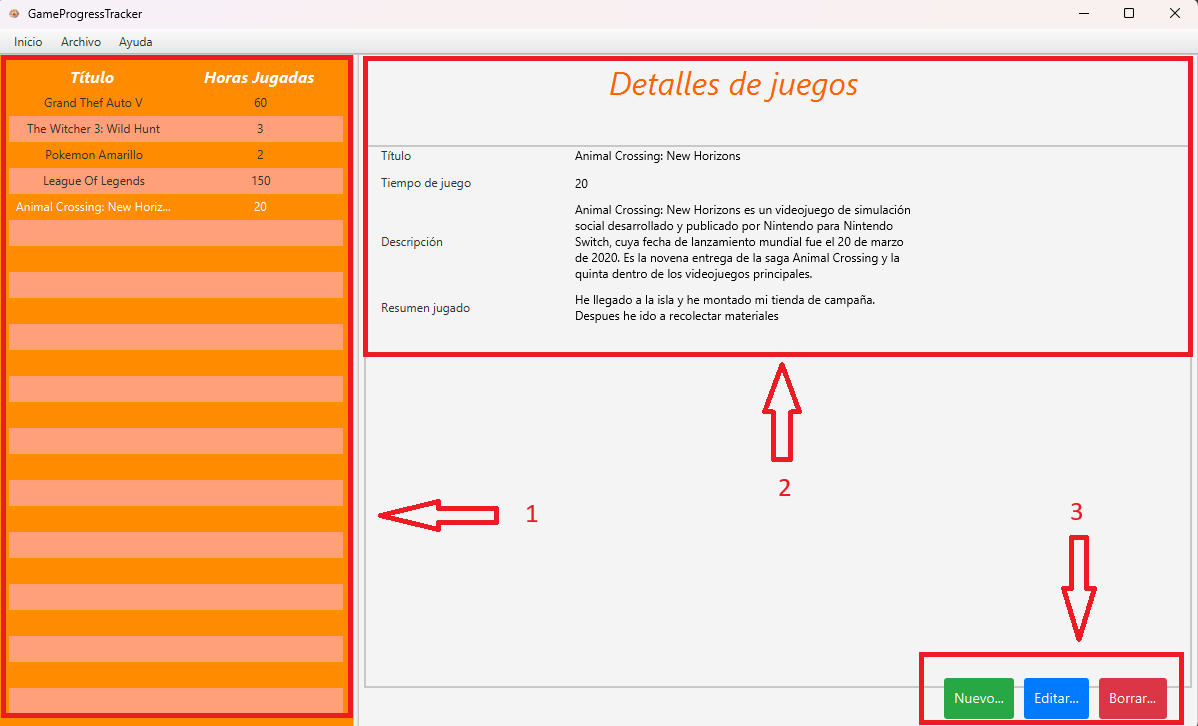 GameProgressTracker
Inicio Archivo Ayuda
Título Horas Jugadas
Grand Thef Auto V 60
The Witcher 3: Wild Hunt 3
Pokemon Amarillo 2
League Of Legends 150
Animal Crossing: New Horiz... 20
Detalles de juegos
Título Animal Crossing: New Horizons
Tiempo de juego 20
Descripción
Animal Crossing: New Horizons es un videojuego de simulación
social desarrollado y publicado por Nintendo para Nintendo
Switch, cuya fecha de lanzamiento mundial fue el 20 de marzo
de 2020. Es la novena entrega de la saga Animal Crossing y la
quinta dentro de los videojuegos principales.
Resumen jugado
He llegado a la isla y he montado mi tienda de campaña.
Despues he ido a recolectar materiales
2
1
3
Nuevo... Editar... Borrar...